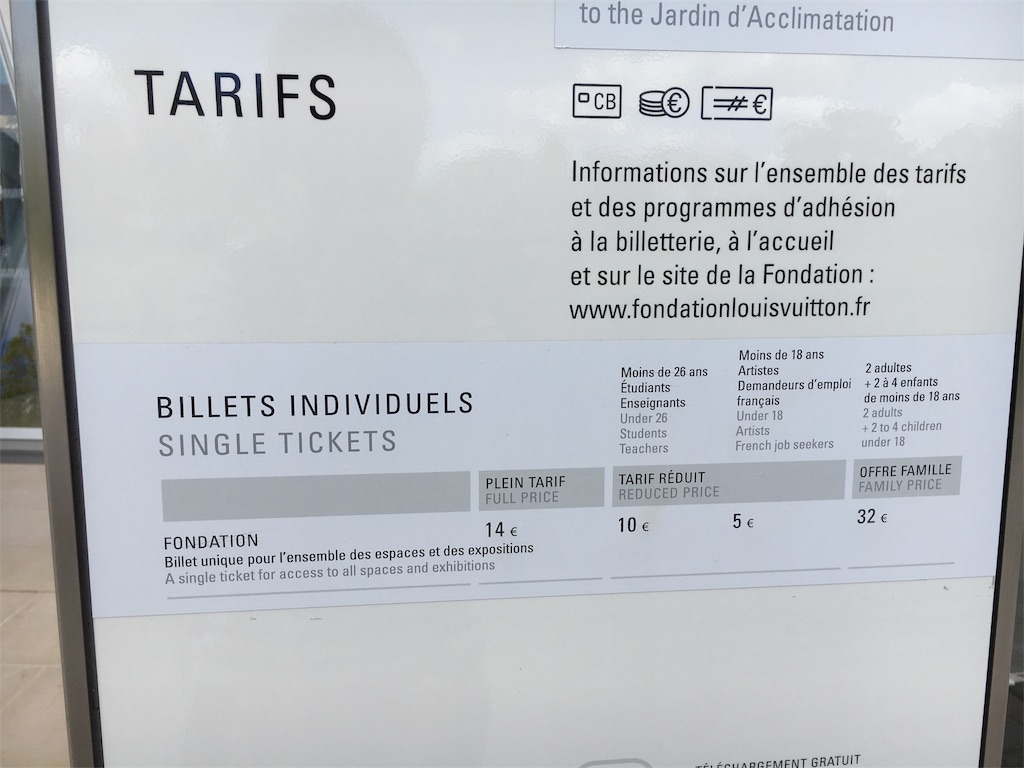 to the Jardin d'Acclimatation
TARIFS
CB
€
€
Informations sur l'ensemble des tarifs
et des programmes d'adhésion
à la billetterie, à l'accueil
et sur le site de la Fondation :
www.fondationlouisvuitton.fr
BILLETS INDIVIDUELS
SINGLE TICKETS
Moins de 26 ans
Étudiants
Enseignants
Under 26
Students
Teachers
Moins de 18 ans
Artistes
Demandeurs d'emploi
français
Under 18
Artists
French job seekers
2 adultes
+ 2 à 4 enfants
de moins de 18 ans
2 adults
+ 2 to 4 children
under 18
PLEIN TARIF
FULL PRICE
TARIF RÉDUIT
REDUCED PRICE
OFFRE FAMILLE
FAMILY PRICE
FONDATION
Billet unique pour l'ensemble des espaces et des expositions
A single ticket for access to all spaces and exhibitions
14 €
10 €
5 €
32 €
TÉLÉCHARGEMENT GRATUIT